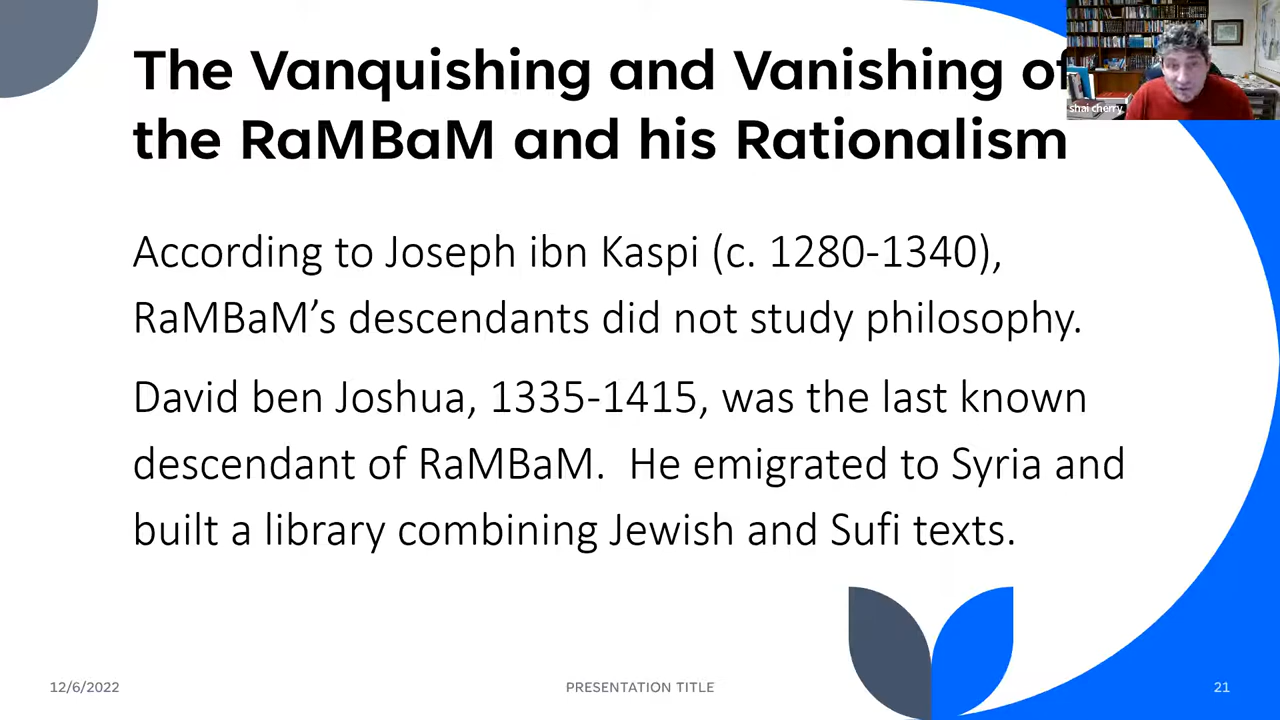 The Vanquishing and Vanishing of
the RaMBaM and his Rationalism
shai cherry
According to Joseph ibn Kaspi (c. 1280-1340),
RaMBaM’s descendants did not study philosophy.
David ben Joshua, 1335-1415, was the last known
descendant of RaMBaM.  He emigrated to Syria and
built a library combining Jewish and Sufi texts.
12/6/2022
PRESENTATION TITLE
21